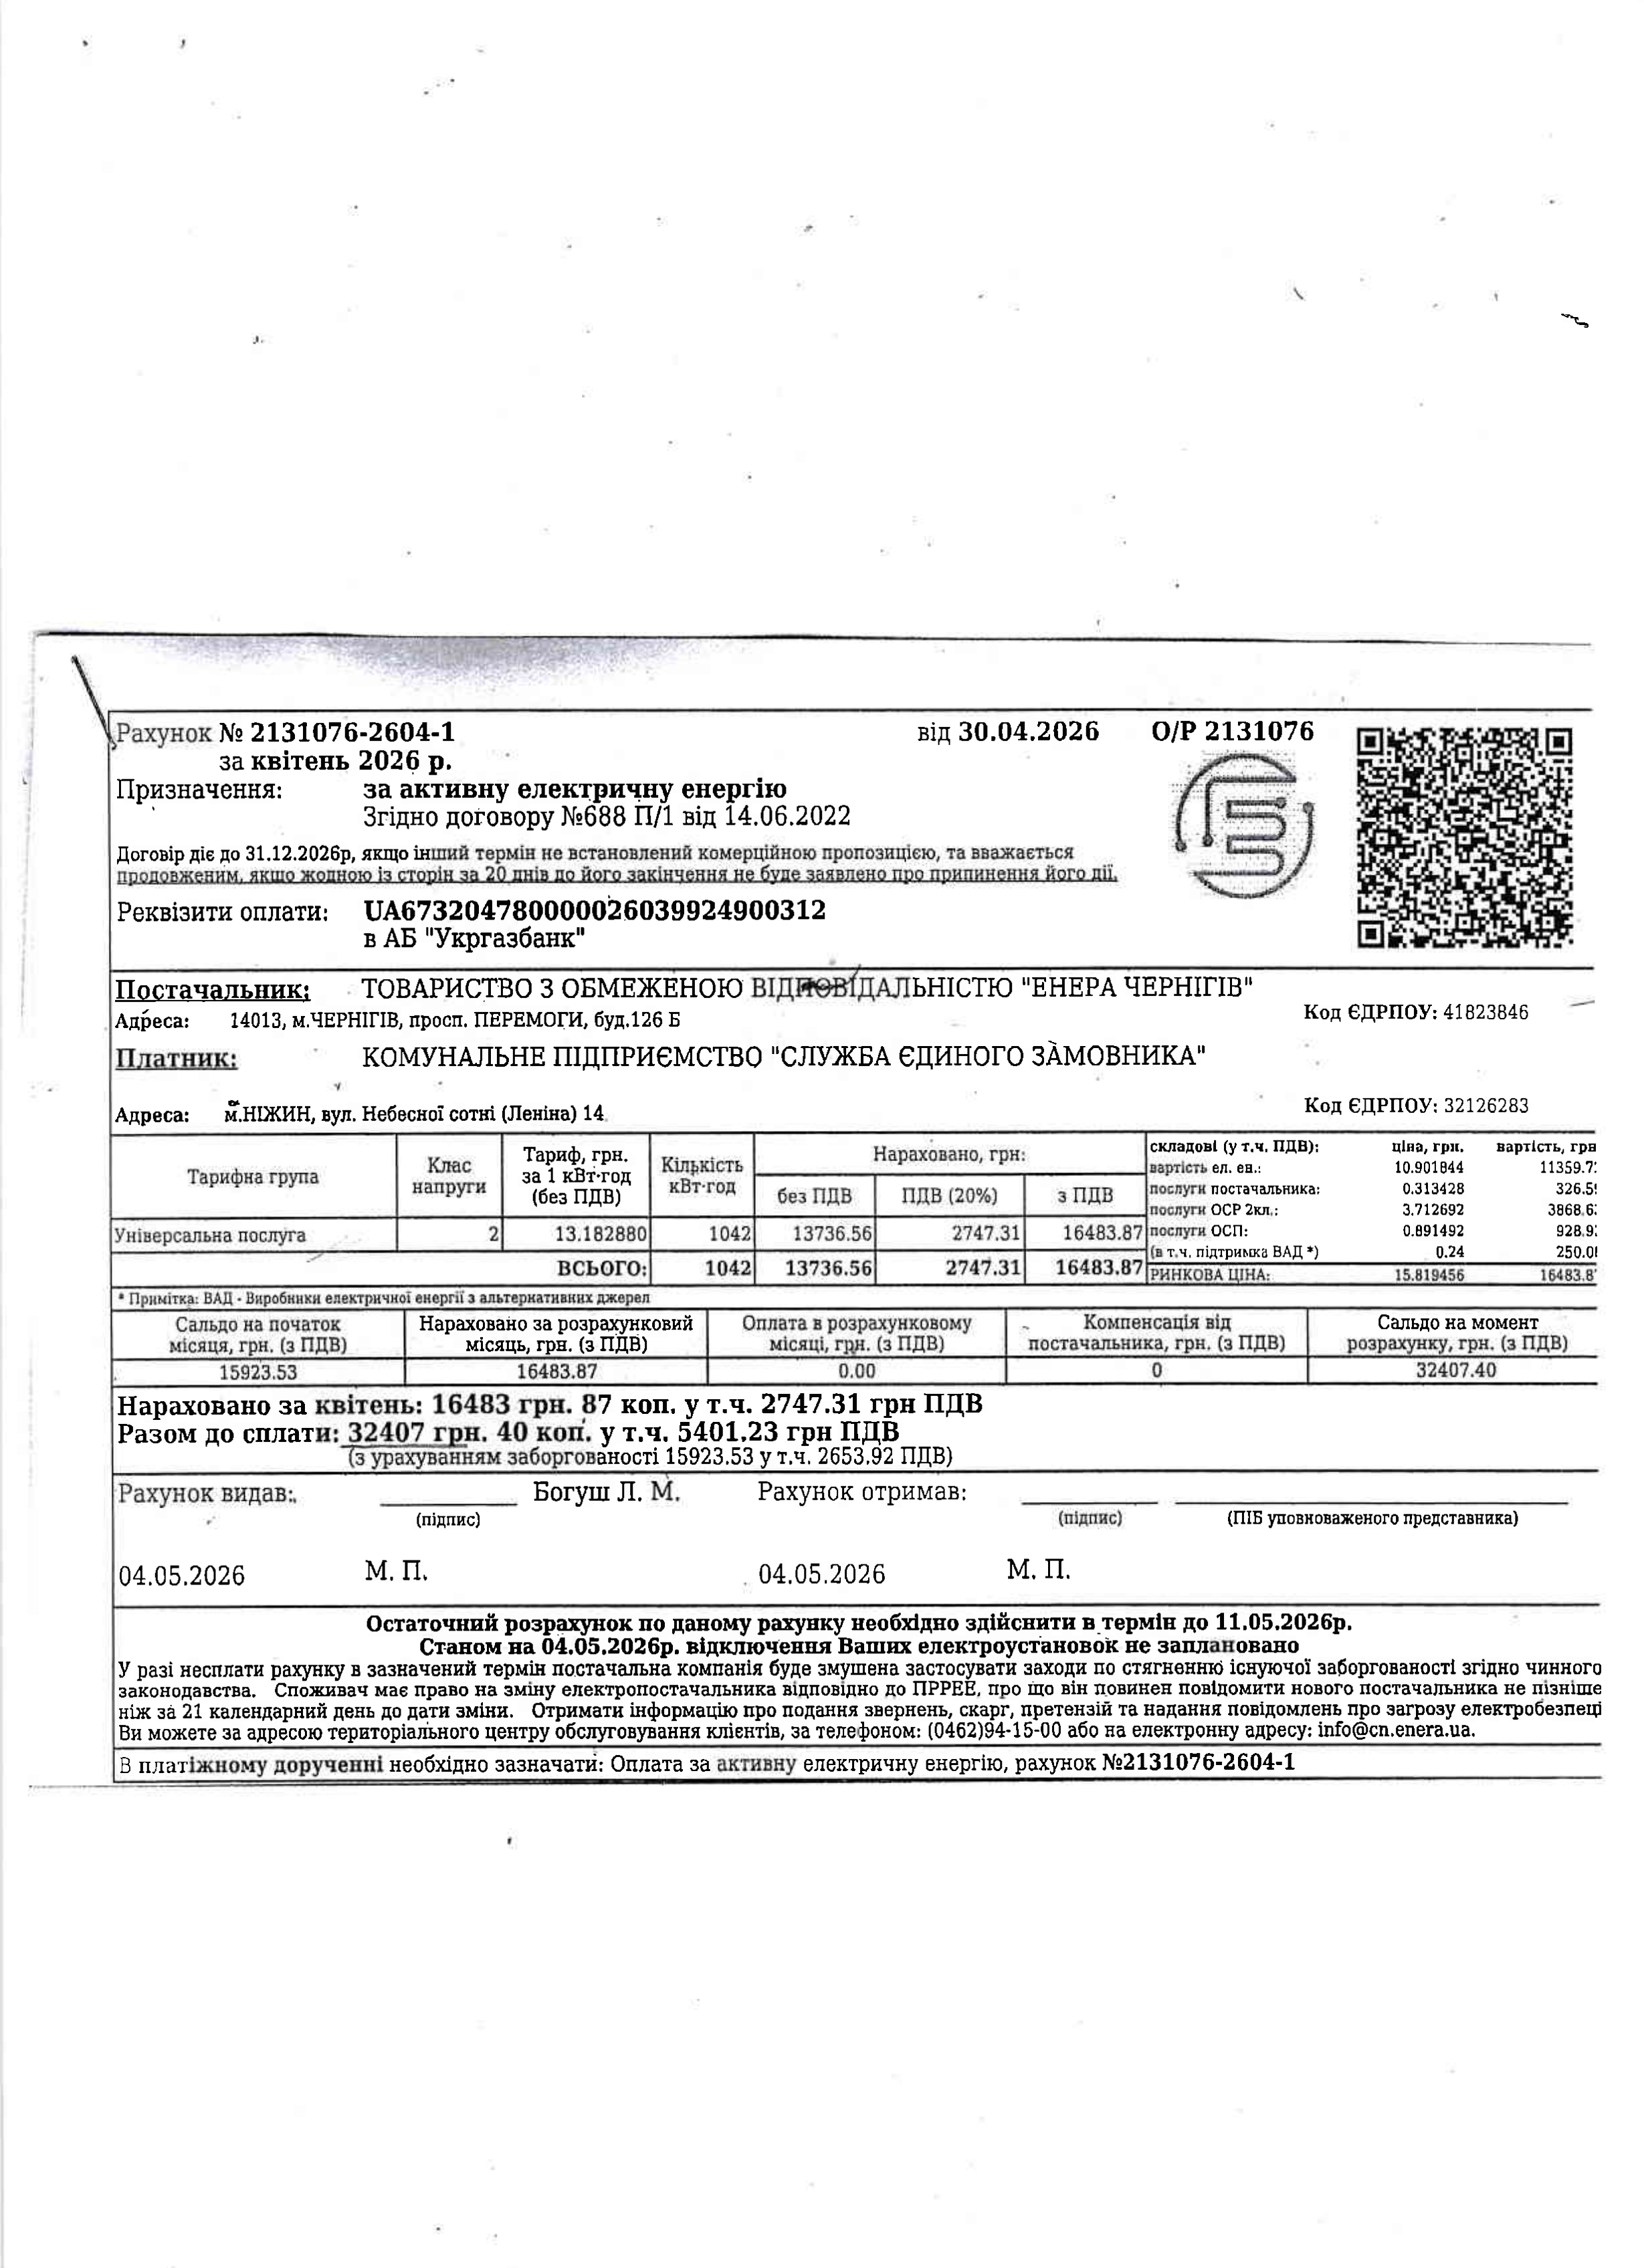 Рахунок № 2131076-2604-1 від 30.04.2026 О/Р 2131076
за квітень 2026 р.
Призначення: за активну електричну енергію
Згідно договору №688 П/1 від 14.06.2022
Договір діє до 31.12.2026р, якщо інший термін не встановлений комерційною пропозицією, та вважається
продовженим, якщо жодною із сторін за 20 днів до його закінчення не буде заявлено про припинення його дії.
Реквізити оплати: UA673204780000026039924900312
в АБ "Укргазбанк"
Постачальник: ТОВАРИСТВО З ОБМЕЖЕНОЮ ВІДПОВІДАЛЬНІСТЮ "ЕНЕРА ЧЕРНІГІВ"
Адреса: 14013, м.ЧЕРНІГІВ, просп. ПЕРЕМОГИ, буд.126 Б Код ЄДРПОУ: 41823846
Платник: КОМУНАЛЬНЕ ПІДПРИЄМСТВО "СЛУЖБА ЄДИНОГО ЗАМОВНИКА"
Адреса: м.НІЖИН, вул. Небесної сотні (Леніна) 14 Код ЄДРПОУ: 32126283
Тарифна група Клас напруги Тариф, грн. за 1 кВт·год (без ПДВ) Кількість кВт·год Нараховано, грн:
без ПДВ ПДВ (20%) з ПДВ
Універсальна послуга 2 13.182880 1042 13736.56 2747.31 16483.87
ВСЬОГО: 1042 13736.56 2747.31 16483.87
складові (у т.ч. ПДВ): ціна, грн. вартість, грн
вартість ел. ен.: 10.901844 11359.7
послуги постачальника: 0.313428 326.5
послуги ОСР 2кл.: 3.712692 3868.6
послуги ОСП: 0.891492 928.9
(в т.ч. підтримка ВАД *) 0.24 250.0
РИНКОВА ЦІНА: 15.819456 16483.8
* Примітка: ВАД - Виробники електричної енергії з альтернативних джерел
Сальдо на початок місяця, грн. (з ПДВ) Нараховано за розрахунковий місяць, грн. (з ПДВ) Оплата в розрахунковому місяці, грн. (з ПДВ) Компенсація від постачальника, грн. (з ПДВ) Сальдо на момент розрахунку, грн. (з ПДВ)
15923.53 16483.87 0.00 0 32407.40
Нараховано за квітень: 16483 грн. 87 коп. у т.ч. 2747.31 грн ПДВ
Разом до сплати: 32407 грн. 40 коп. у т.ч. 5401.23 грн ПДВ
(з урахуванням заборгованості 15923.53 у т.ч. 2653.92 ПДВ)
Рахунок видав: Богуш Л. М. Рахунок отримав:
(підпис) (підпис) (ПІБ уповноваженого представника)
04.05.2026 М. П. 04.05.2026 М. П.
Остаточний розрахунок по даному рахунку необхідно здійснити в термін до 11.05.2026р.
Станом на 04.05.2026р. відключення Ваших електроустановок не заплановано
У разі несплати рахунку в зазначений термін постачальна компанія буде змушена застосувати заходи по стягненню існуючої заборгованості згідно чинного
законодавства. Споживач має право на зміну електропостачальника відповідно до ПРРЕЕ, про що він повинен повідомити нового постачальника не пізніше
ніж за 21 календарний день до дати зміни. Отримати інформацію про подання звернень, скарг, претензій та надання повідомлень про загрозу електробезпеці
Ви можете за адресою територіального центру обслуговування клієнтів, за телефоном: (0462)94-15-00 або на електронну адресу: info@cn.enera.ua.
В платіжному дорученні необхідно зазначати: Оплата за активну електричну енергію, рахунок №2131076-2604-1